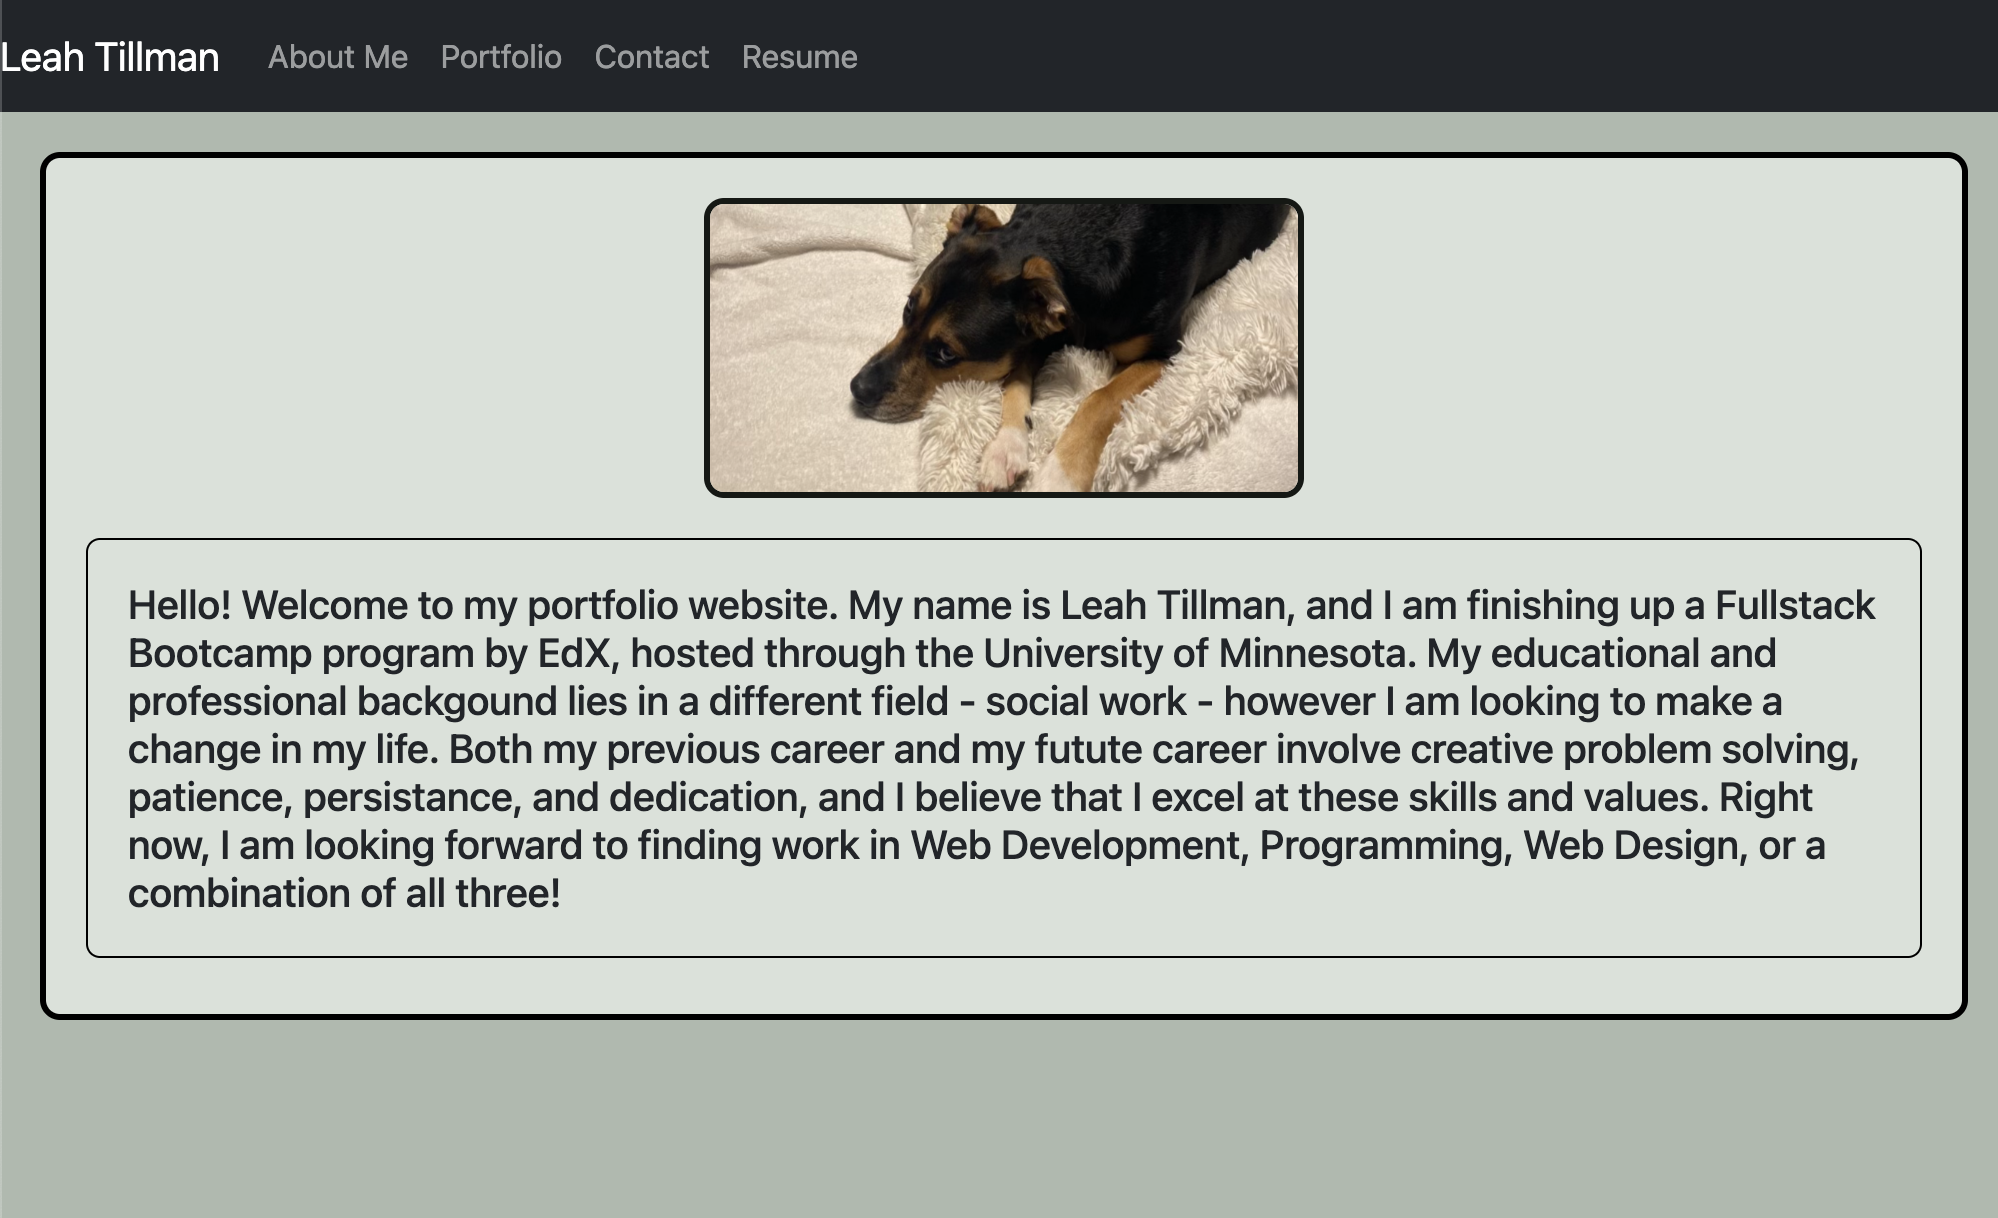 Leah Tillman About Me Portfolio Contact Resume
Hello! Welcome to my portfolio website. My name is Leah Tillman, and I am finishing up a Fullstack
Bootcamp program by EdX, hosted through the University of Minnesota. My educational and
professional backgound lies in a different field - social work - however I am looking to make a
change in my life. Both my previous career and my futute career involve creative problem solving,
patience, persistance, and dedication, and I believe that I excel at these skills and values. Right
now, I am looking forward to finding work in Web Development, Programming, Web Design, or a
combination of all three!